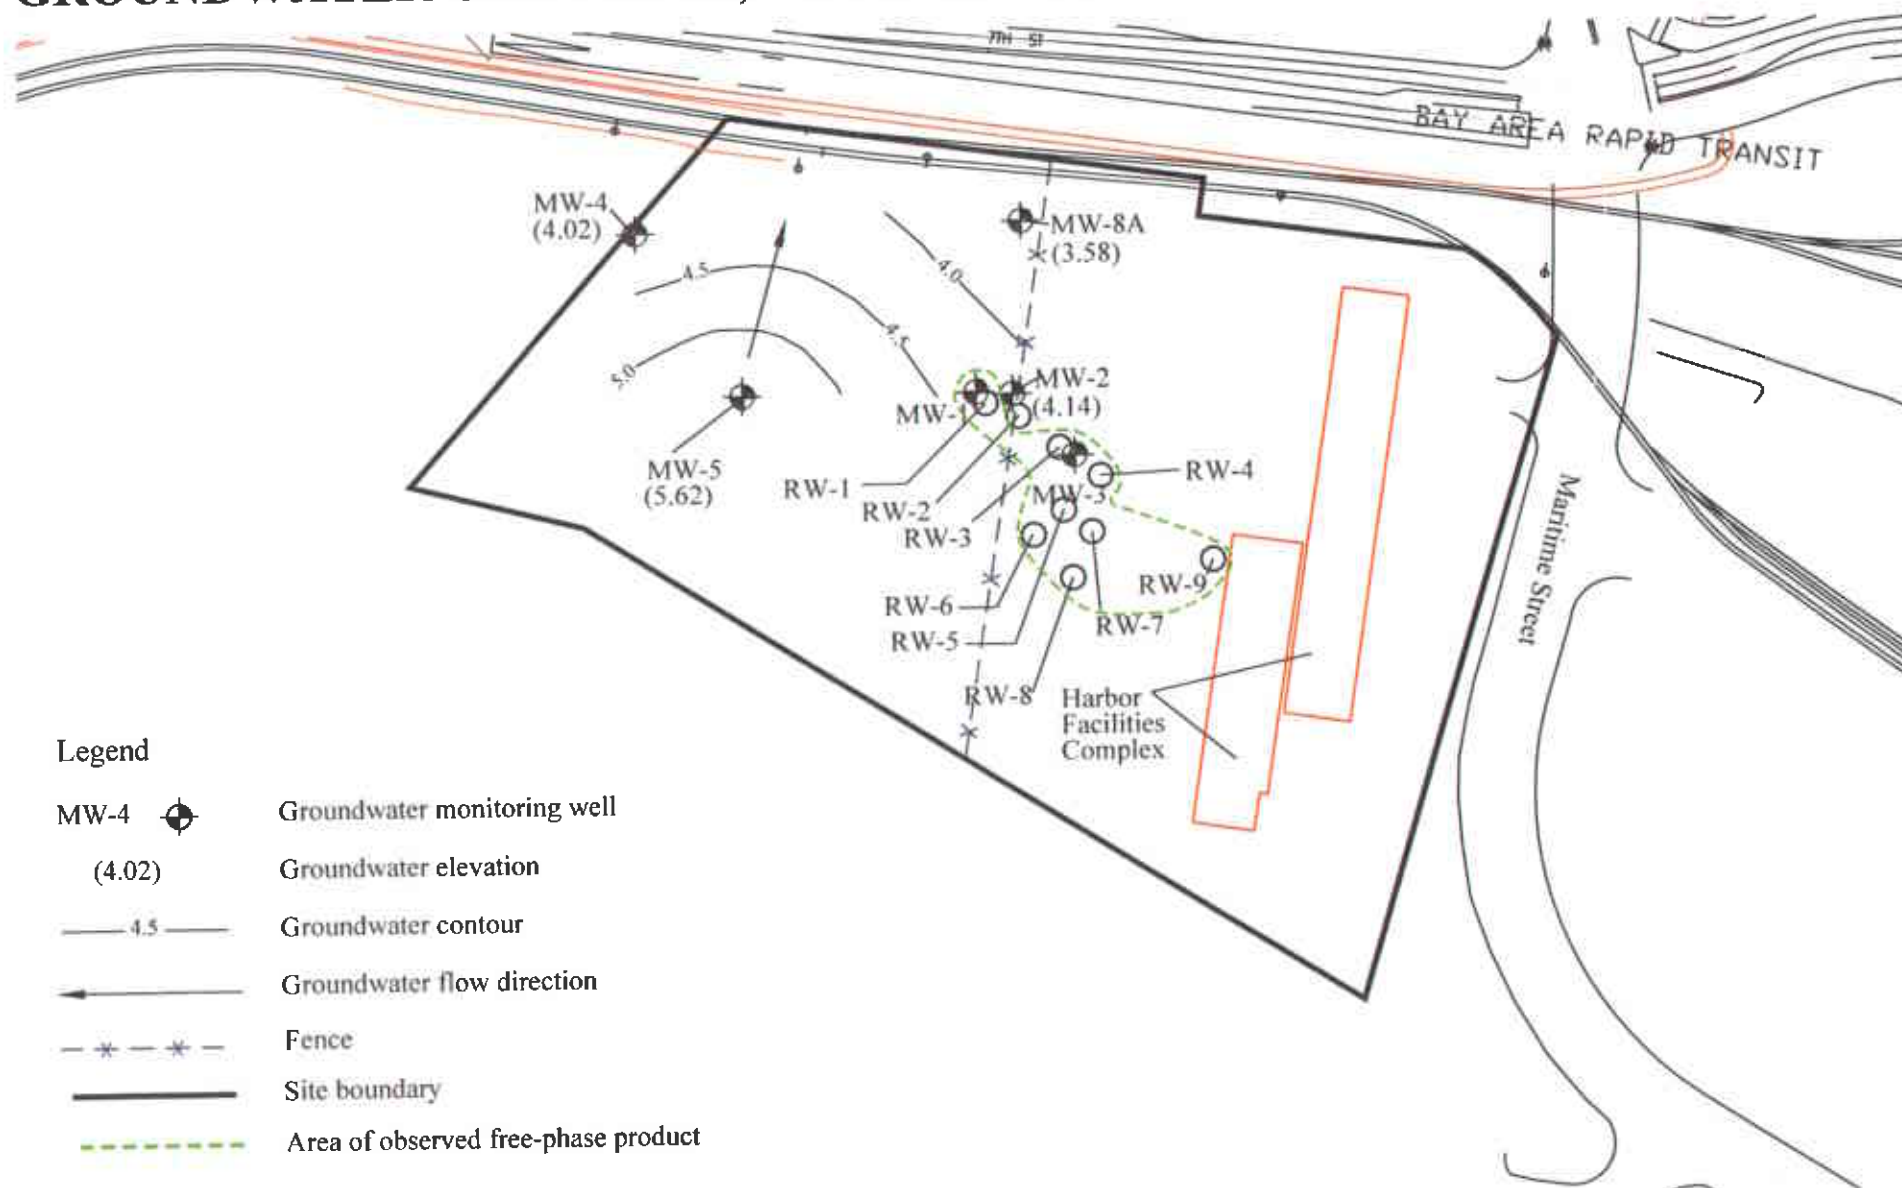 7TH ST
BAY AREA RAPID TRANSIT
MW-4
(4.02)
MW-8A
(3.58)
4.5
4.0
4.5
5.0
MW-2
(4.14)
MW-
MW-5
(5.62)
RW-1
RW-2
RW-3
MW-3
RW-4
RW-9
RW-6
RW-7
RW-5
RW-8
Harbor
Facilities
Complex
Maritime Street
Legend
MW-4 Groundwater monitoring well
(4.02) Groundwater elevation
4.5 Groundwater contour
Groundwater flow direction
Fence
Site boundary
Area of observed free-phase product